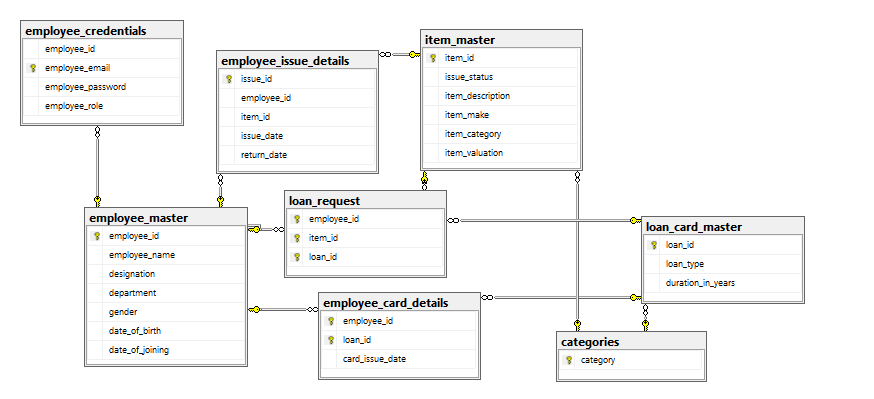 employee_credentials
employee_id
employee_email
employee_password
employee_role
employee_issue_details
issue_id
employee_id
item_id
issue_date
return_date
item_master
item_id
issue_status
item_description
item_make
item_category
item_valuation
employee_master
employee_id
employee_name
designation
department
gender
date_of_birth
date_of_joining
loan_request
employee_id
item_id
loan_id
loan_card_master
loan_id
loan_type
duration_in_years
employee_card_details
employee_id
loan_id
card_issue_date
categories
category